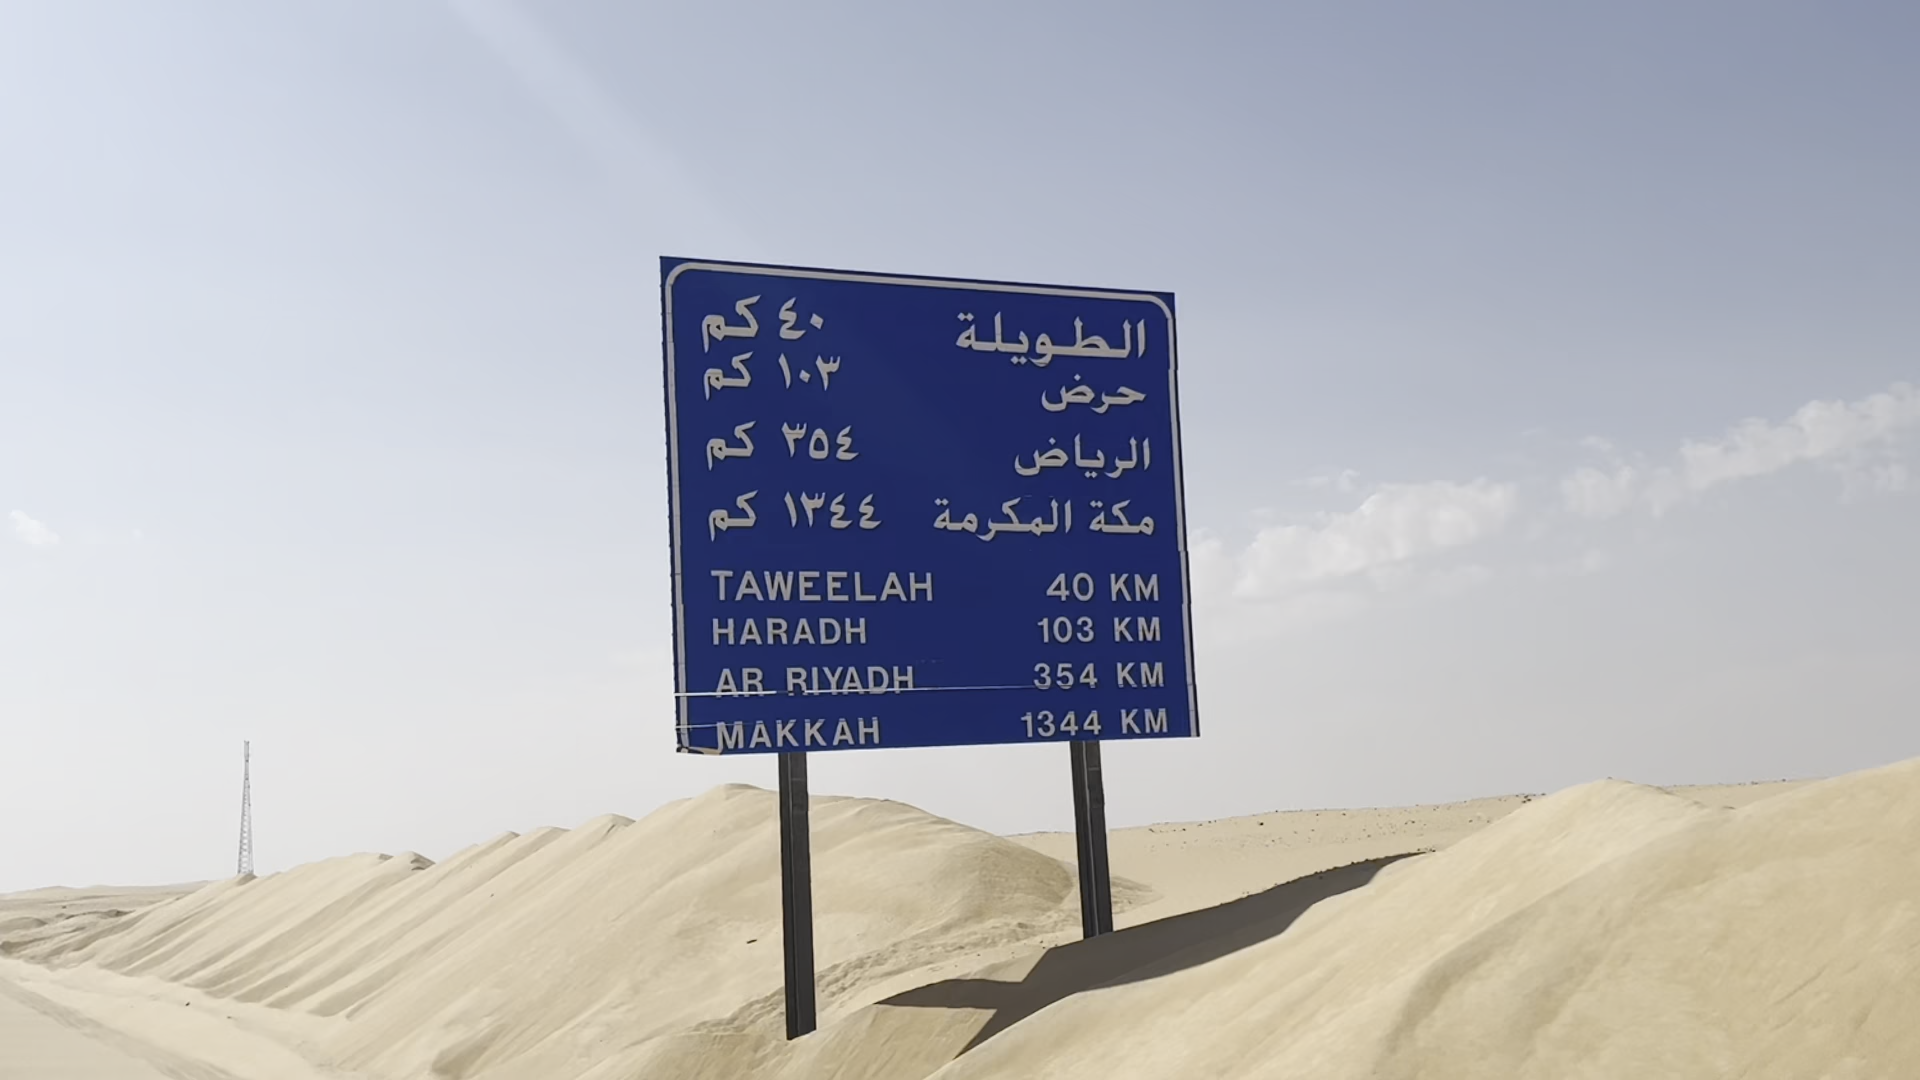 الطويلة ٤٠ كم
حرض ١٠٣ كم
الرياض ٣٥٤ كم
مكة المكرمة ١٣٤٤ كم
TAWEELAH 40 KM
HARADH 103 KM
AR RIYADH 354 KM
MAKKAH 1344 KM